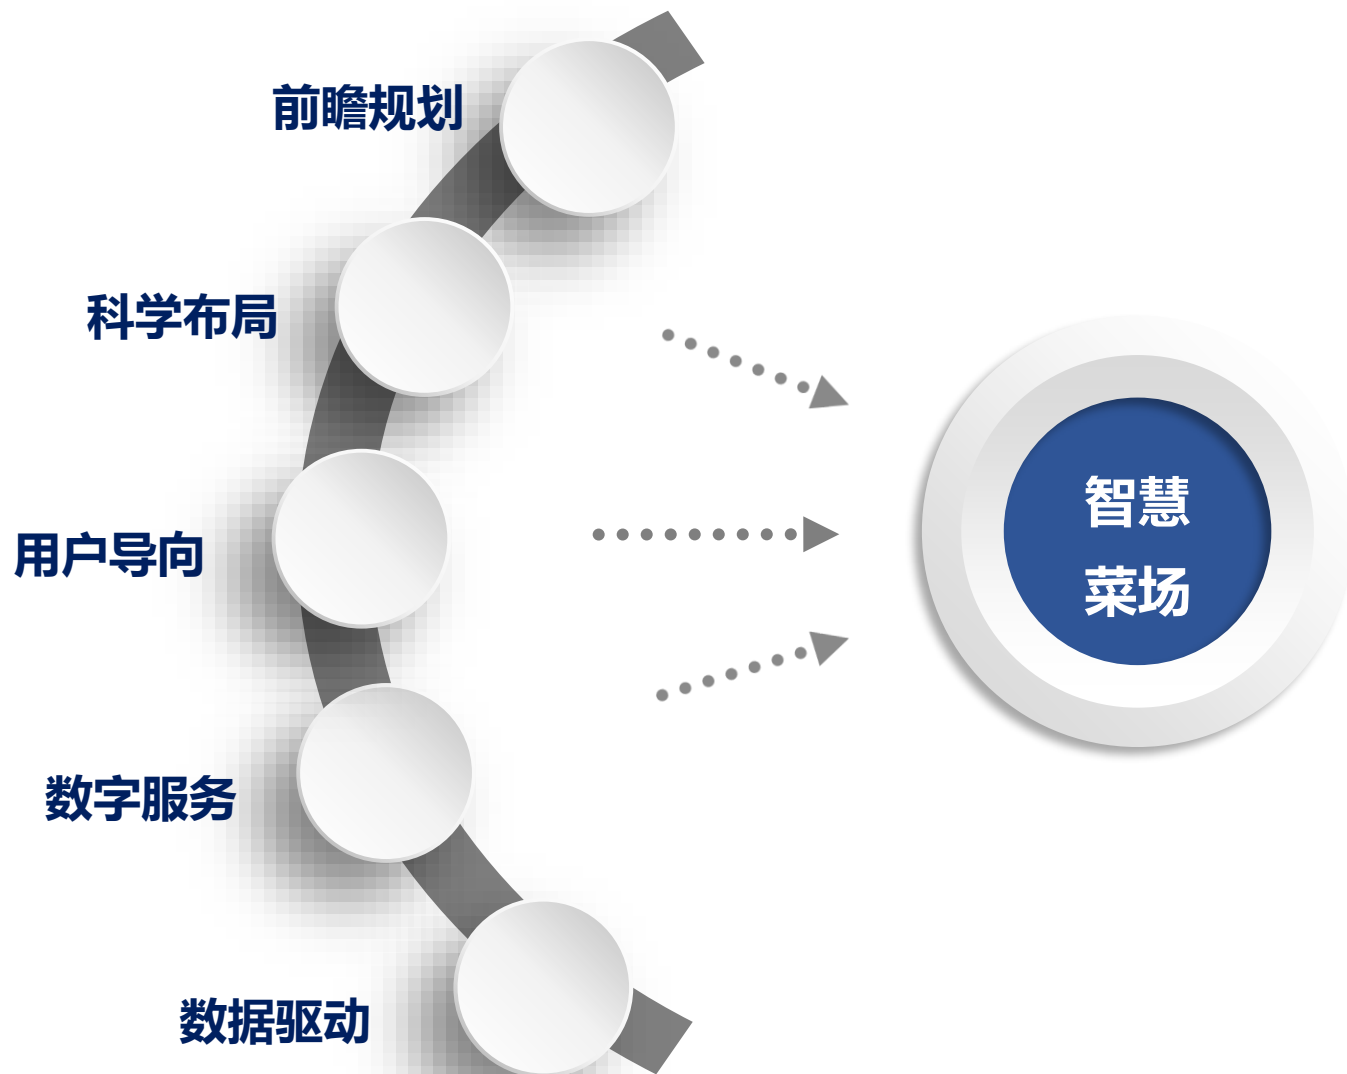 前瞻规划
科学布局
用户导向
数字服务
数据驱动
智慧
菜场